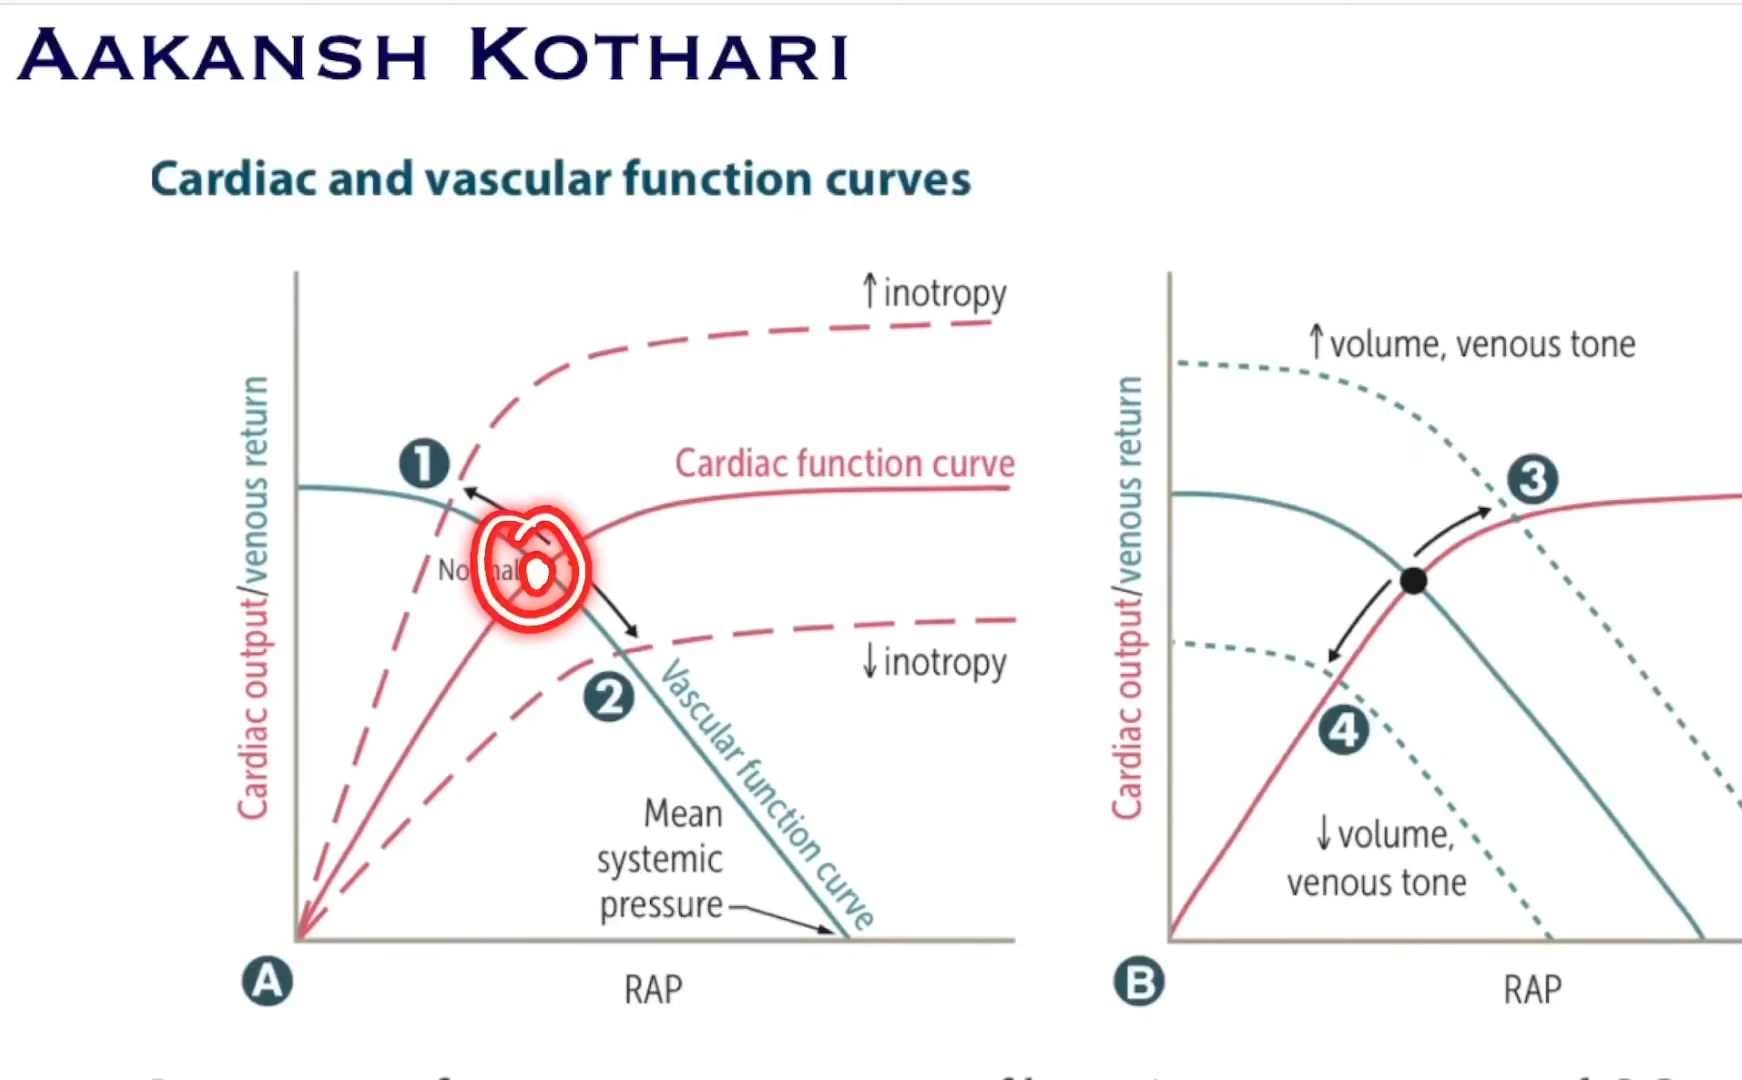 AAKANSH KOTHARI
Cardiac and vascular function curves
↑ inotropy
1
Cardiac function curve
Normal
Cardiac output/venous return
↓ inotropy
2
Vascular function curve
Mean
systemic
pressure
A
RAP
↑ volume, venous tone
3
Cardiac output/venous return
4
↓ volume,
venous tone
B
RAP